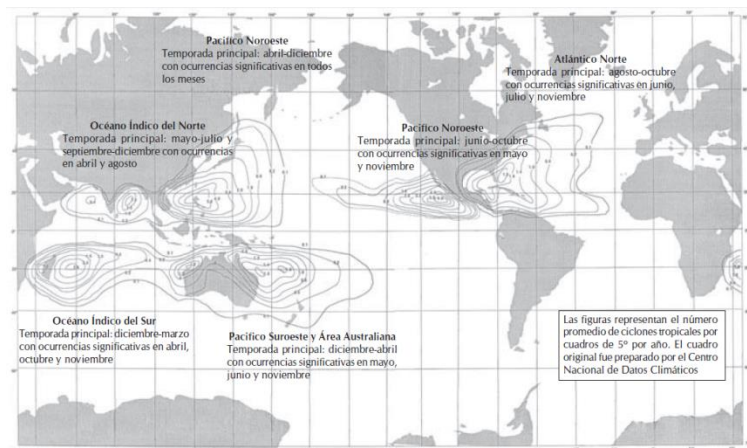 Pacífico Noroeste
Temporada principal: abril-diciembre
con ocurrencias significativas en todos
los meses
Atlántico Norte
Temporada principal: agosto-octubre
con ocurrencias significativas en junio,
julio y noviembre
Océano Índico del Norte
Temporada principal: mayo-julio y
septiembre-diciembre con ocurrencias
en abril y agosto
Pacífico Noroeste
Temporada principal: junio-octubre
con ocurrencias significativas en mayo
y noviembre
Océano Índico del Sur
Temporada principal: diciembre-marzo
con ocurrencias significativas en abril,
octubre y noviembre
Pacífico Suroeste y Área Australiana
Temporada principal: diciembre-abril
con ocurrencias significativas en mayo,
junio y noviembre
Las figuras representan el número
promedio de ciclones tropicales por
cuadros de 5º por año. El cuadro
original fue preparado por el Centro
Nacional de Datos Climáticos